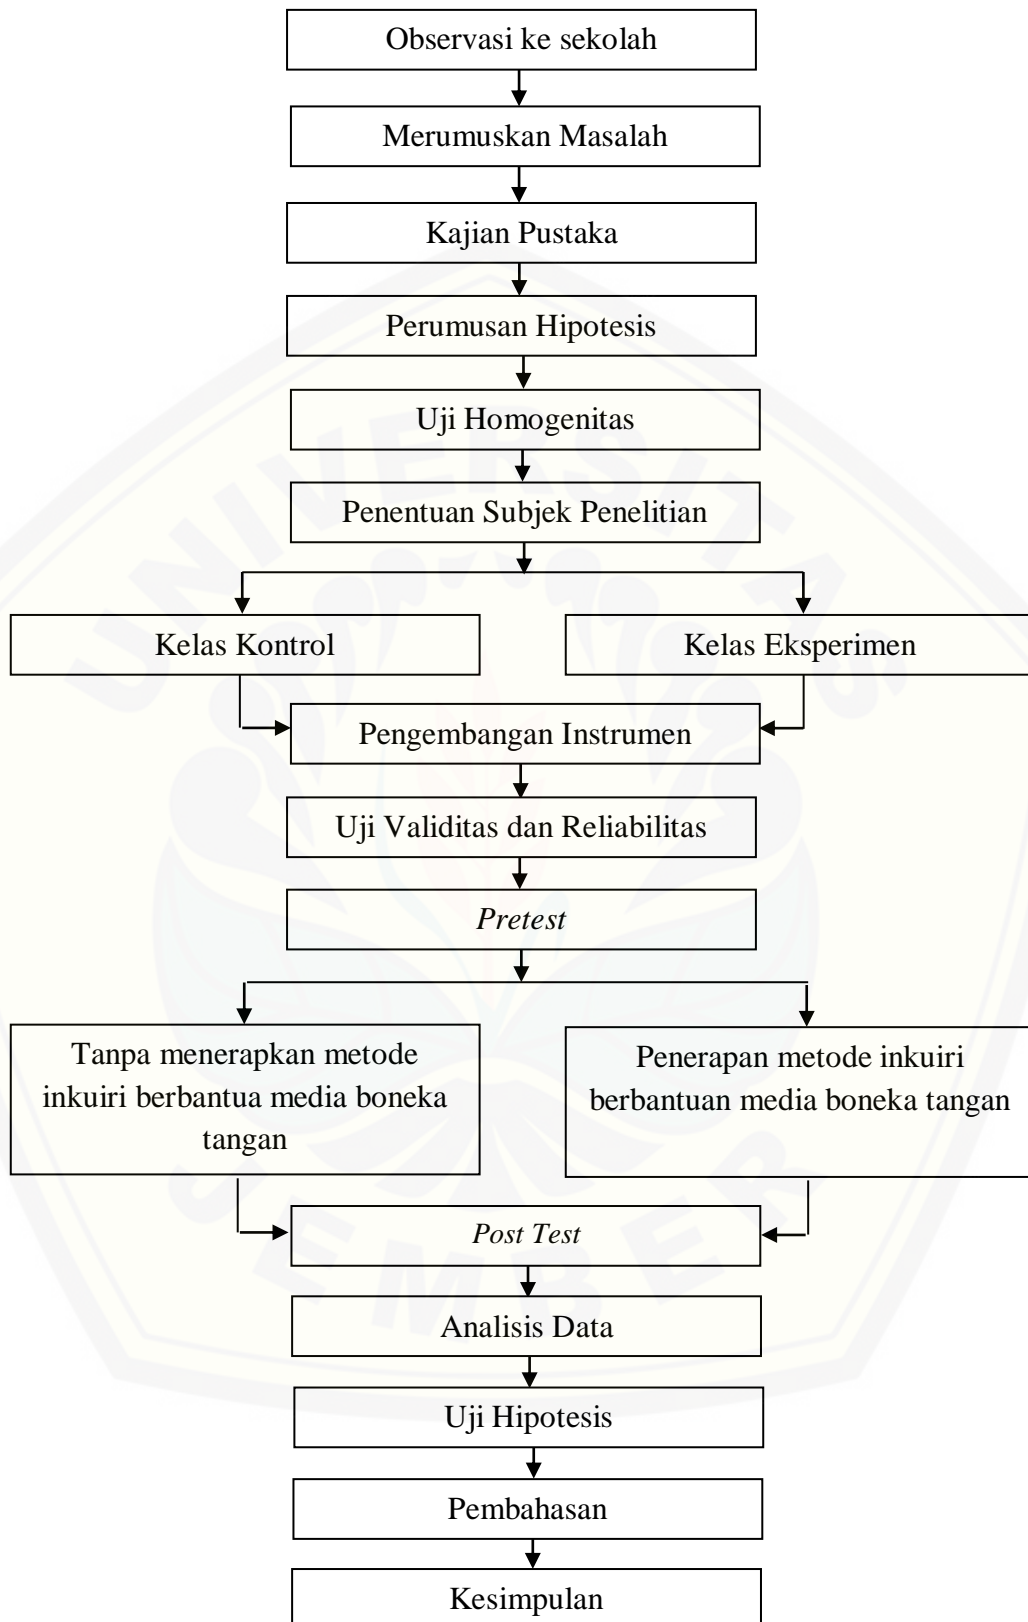 Observasi ke sekolah
Merumuskan Masalah
Kajian Pustaka
Perumusan Hipotesis
Uji Homogenitas
Penentuan Subjek Penelitian
Kelas Kontrol
Kelas Eksperimen
Pengembangan Instrumen
Uji Validitas dan Reliabilitas
Pretest
Tanpa menerapkan metode
inkuiri berbantua media boneka
tangan
Penerapan metode inkuiri
berbantuan media boneka tangan
Post Test
Analisis Data
Uji Hipotesis
Pembahasan
Kesimpulan
UNIVERSITAS
JEMBER